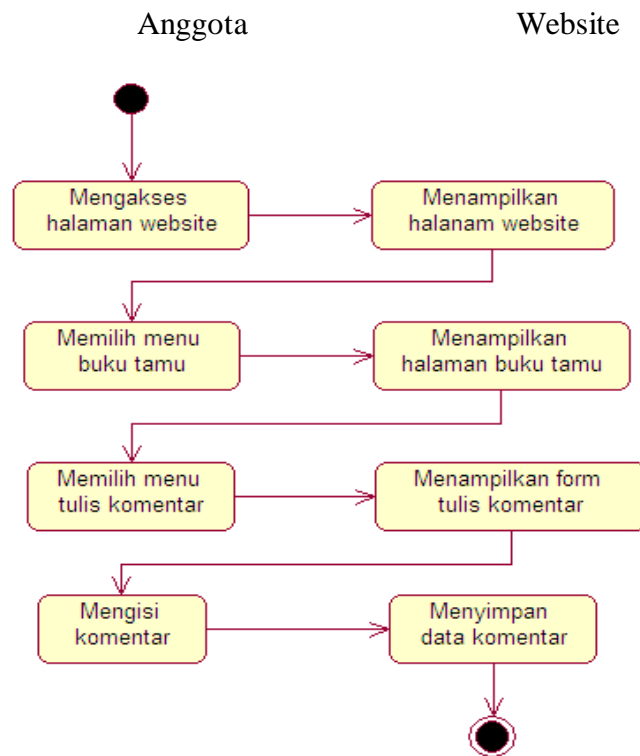 Anggota
Website
Mengakses
halaman website
Menampilkan
halanam website
Memilih menu
buku tamu
Menampilkan
halaman buku tamu
Memilih menu
tulis komentar
Menampilkan form
tulis komentar
Mengisi
komentar
Menyimpan
data komentar